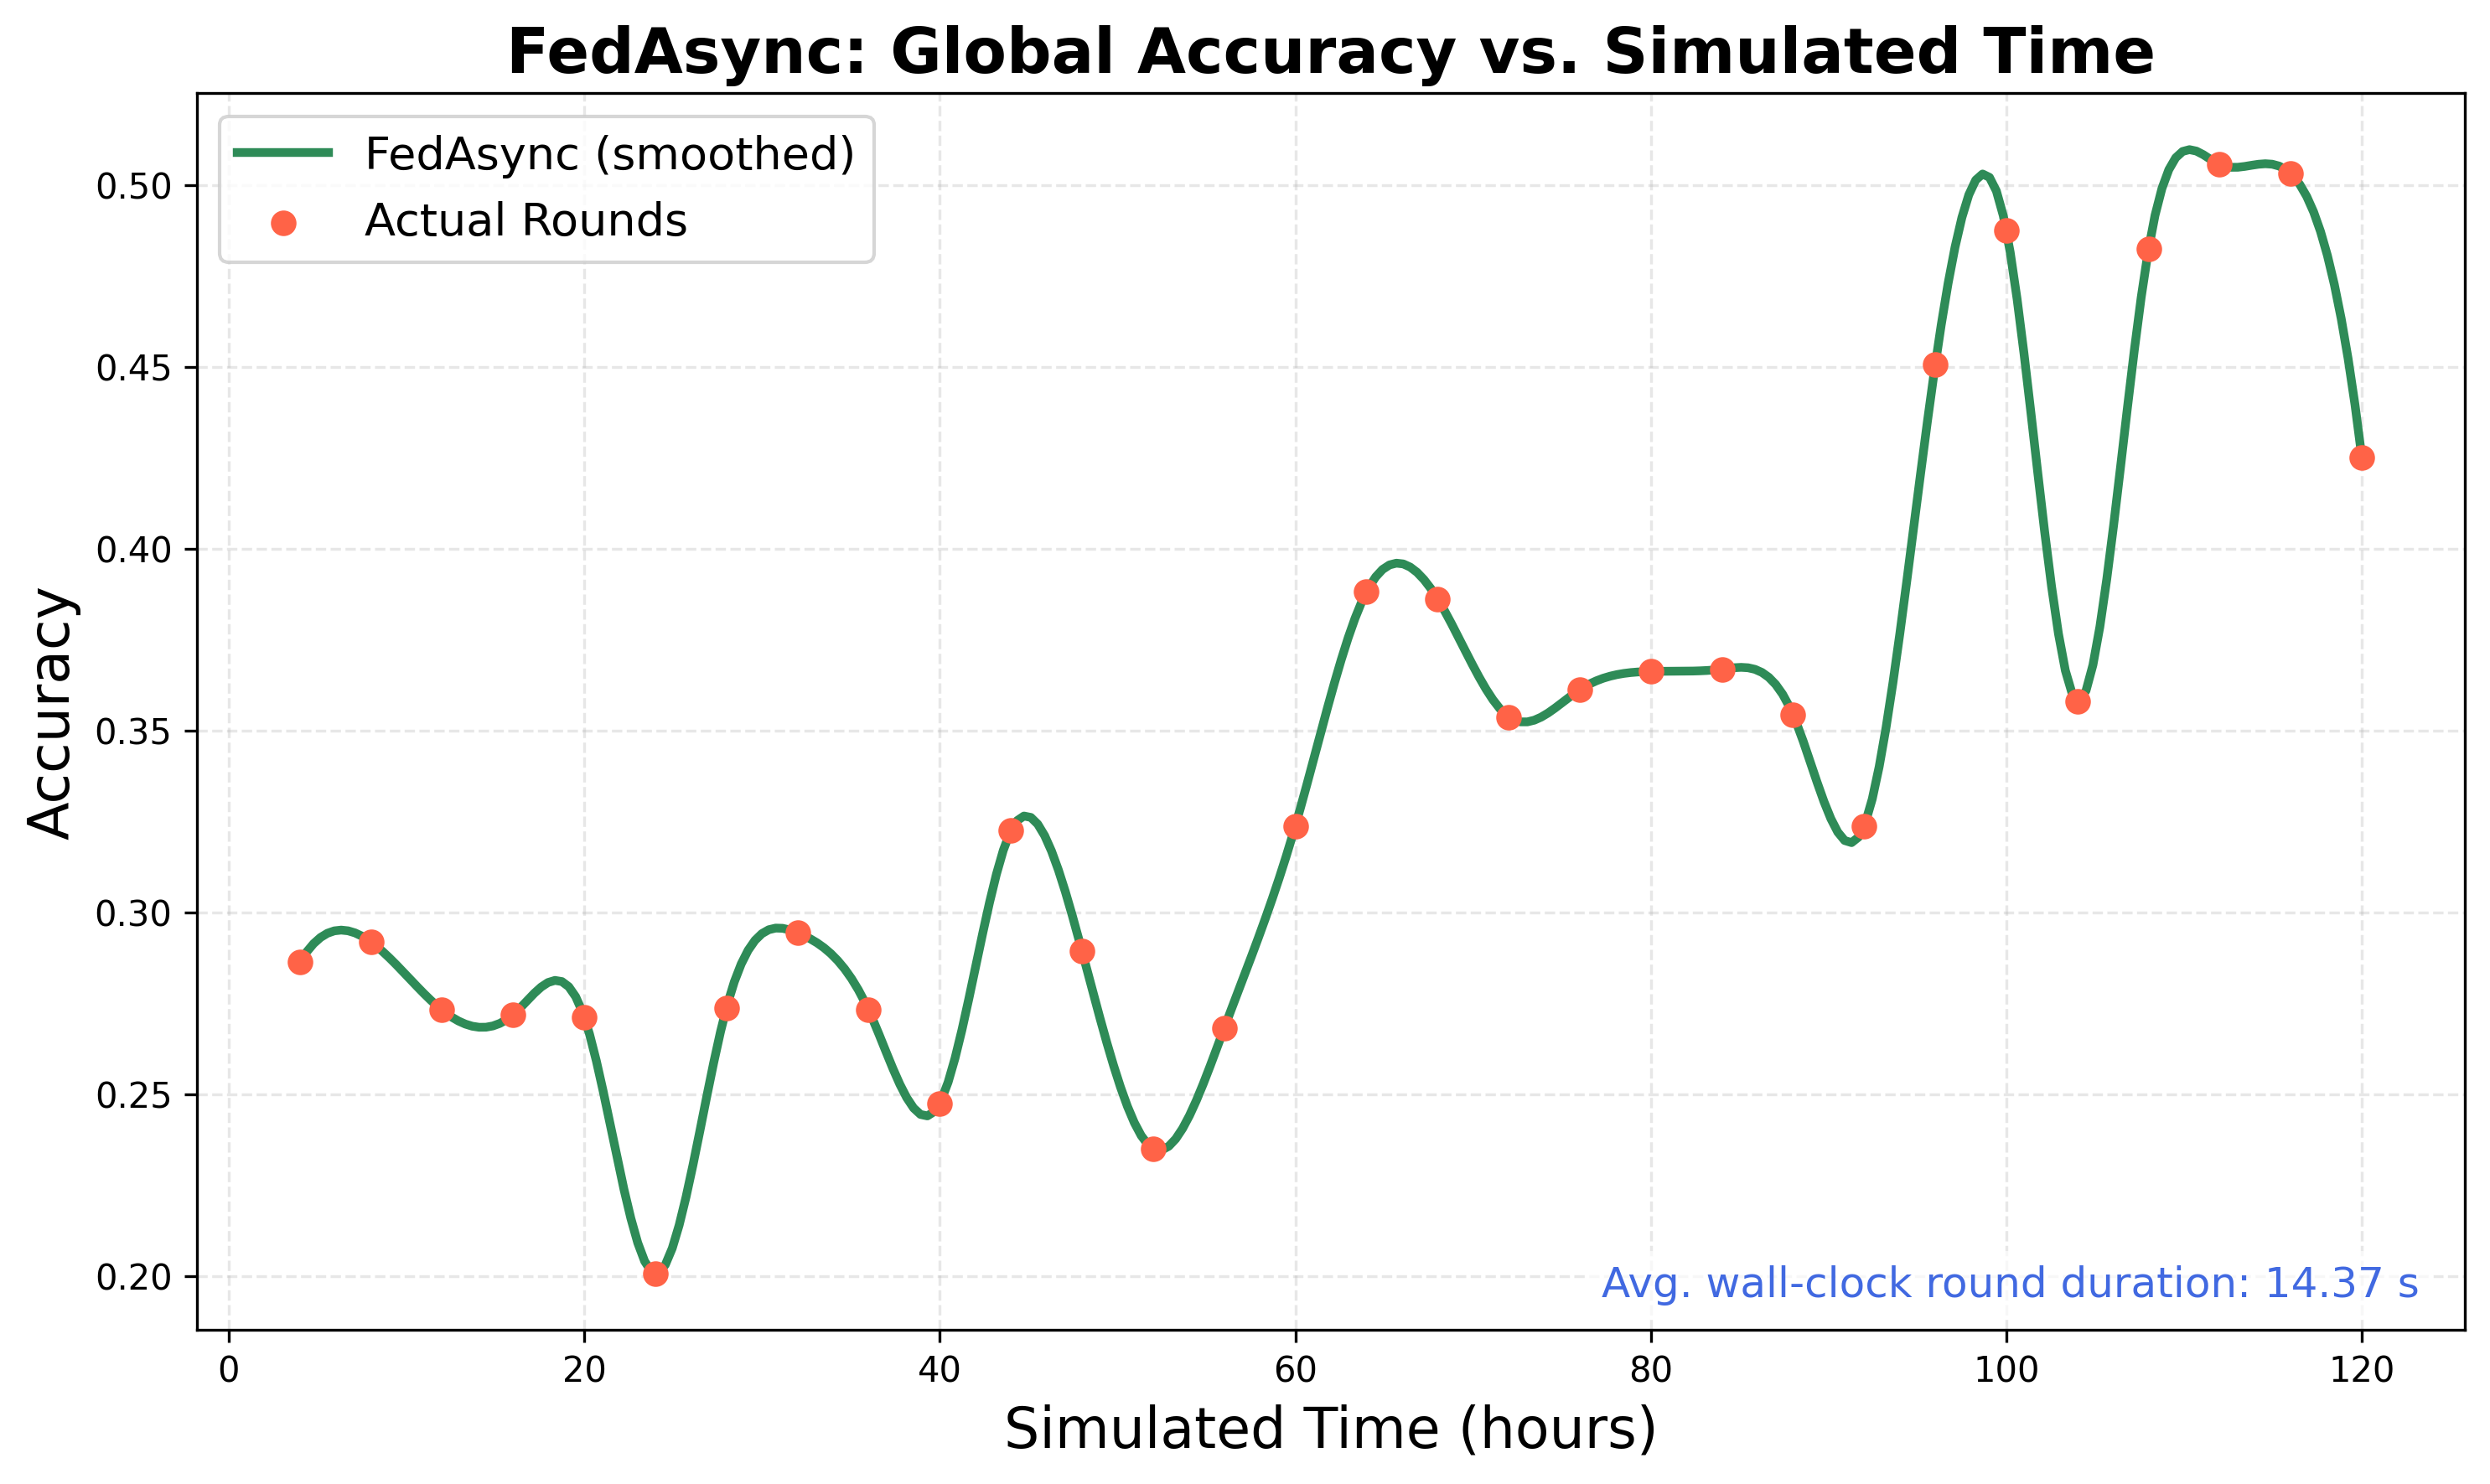 FedAsync: Global Accuracy vs. Simulated Time
FedAsync (smoothed)
Actual Rounds
Accuracy
0.50
0.45
0.40
0.35
0.30
0.25
0.20
Avg. wall-clock round duration: 14.37 s
0 20 40 60 80 100 120
Simulated Time (hours)